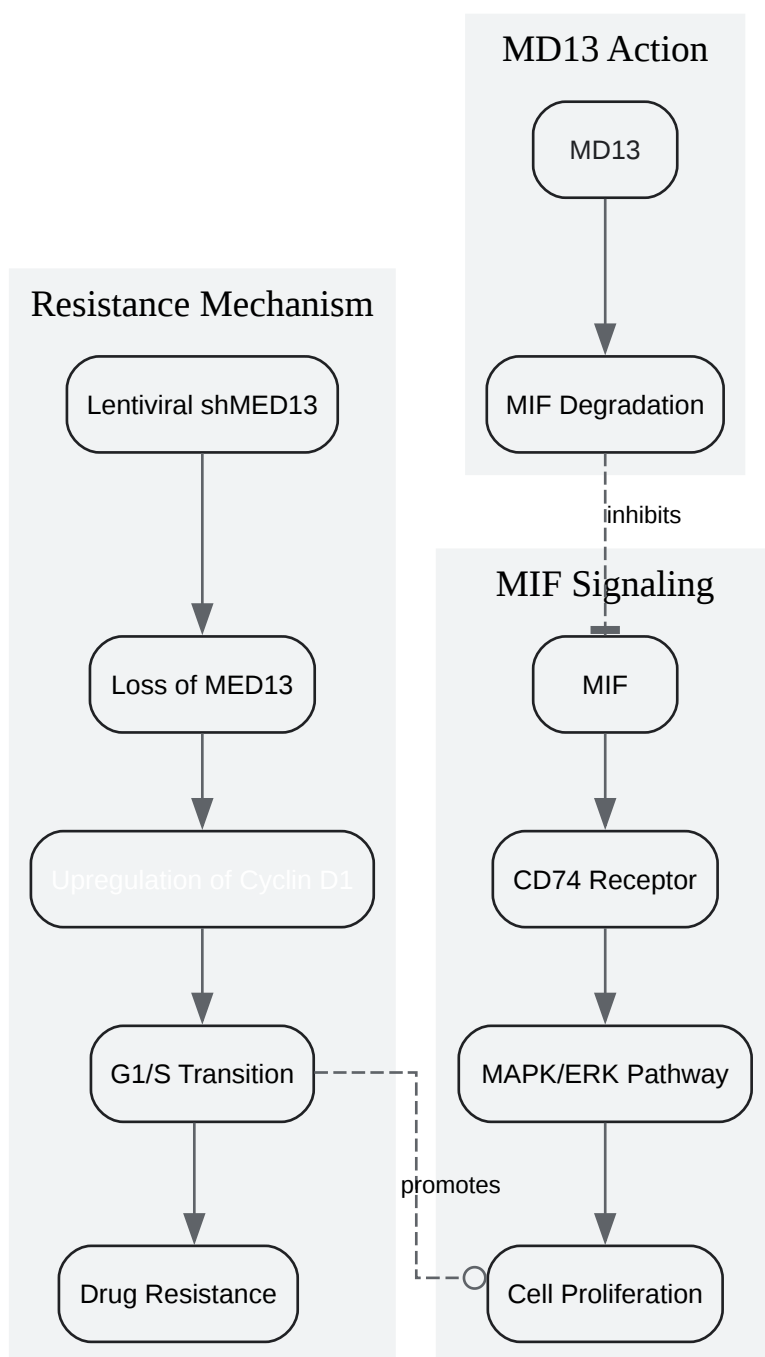 MD13 Action
MD13
MIF Degradation
inhibits
Resistance Mechanism
Lentiviral shMED13
Loss of MED13
Upregulation of Cyclin D1
G1/S Transition
promotes
Drug Resistance
MIF Signaling
MIF
CD74 Receptor
MAPK/ERK Pathway
Cell Proliferation